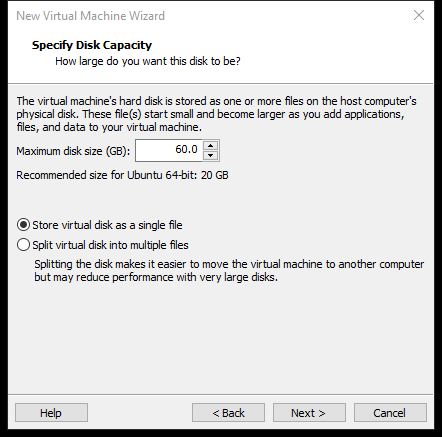 New Virtual Machine Wizard
Specify Disk Capacity
How large do you want this disk to be?
The virtual machine's hard disk is stored as one or more files on the host computer's
physical disk. These file(s) start small and become larger as you add applications,
files, and data to your virtual machine.
Maximum disk size (GB): 60.0
Recommended size for Ubuntu 64-bit: 20 GB
Store virtual disk as a single file
Split virtual disk into multiple files
Splitting the disk makes it easier to move the virtual machine to another computer
but may reduce performance with very large disks.
Help < Back Next > Cancel